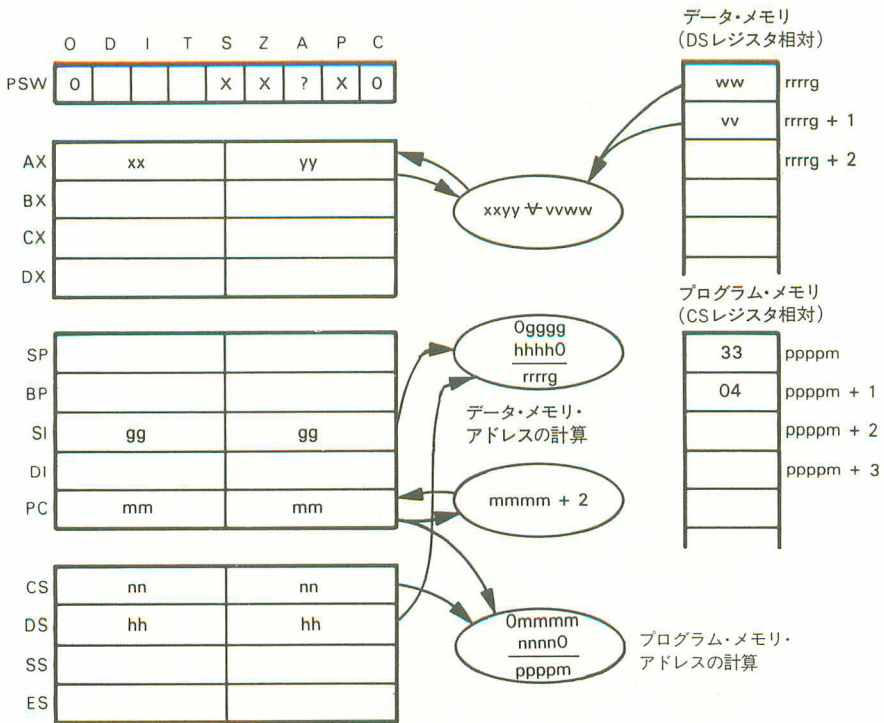 O D I T S Z A P C
PSW 0 X X ? X 0
AX xx yy
BX
CX
DX
xxyy ⊻ vvww
データ・メモリ
(DSレジスタ相対)
ww rrrrg
vv rrrrg + 1
rrrrg + 2
SP
BP
SI gg gg
DI
PC mm mm
0gggg
hhhh0
rrrrg
データ・メモリ・
アドレスの計算
mmmm + 2
プログラム・メモリ
(CSレジスタ相対)
33 ppppm
04 ppppm + 1
ppppm + 2
ppppm + 3
CS nn nn
DS hh hh
SS
ES
0mmmm
nnnn0
ppppm
プログラム・メモリ・
アドレスの計算